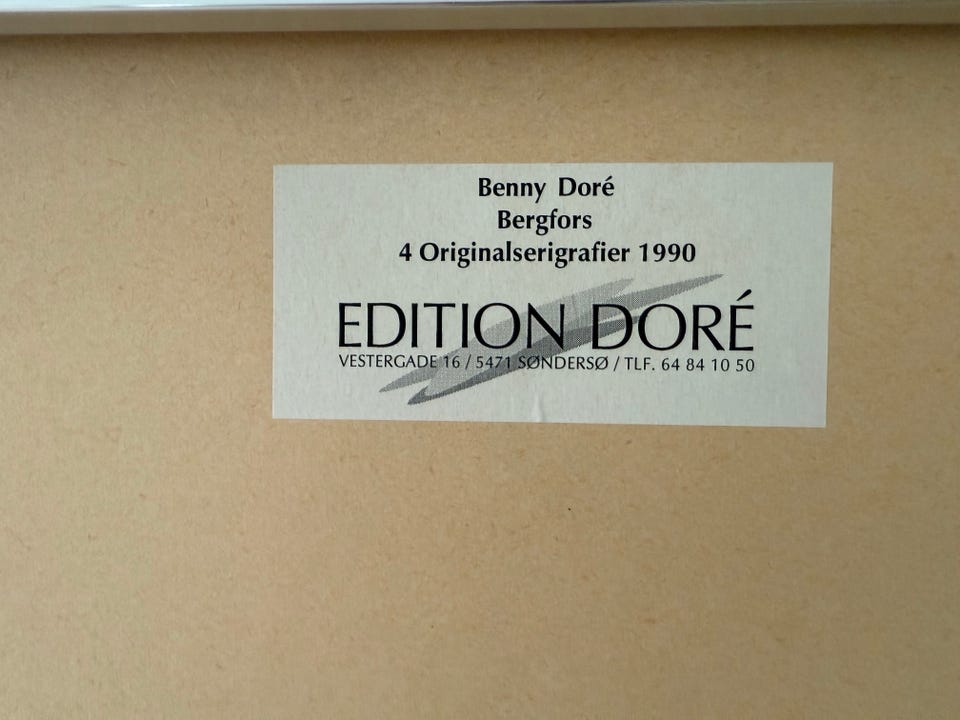 Benny Doré
Bergfors
4 Originalserigrafier 1990
EDITION DORÉ
VESTERGADE 16 / 5471 SØNDERSØ / TLF. 64 84 10 50